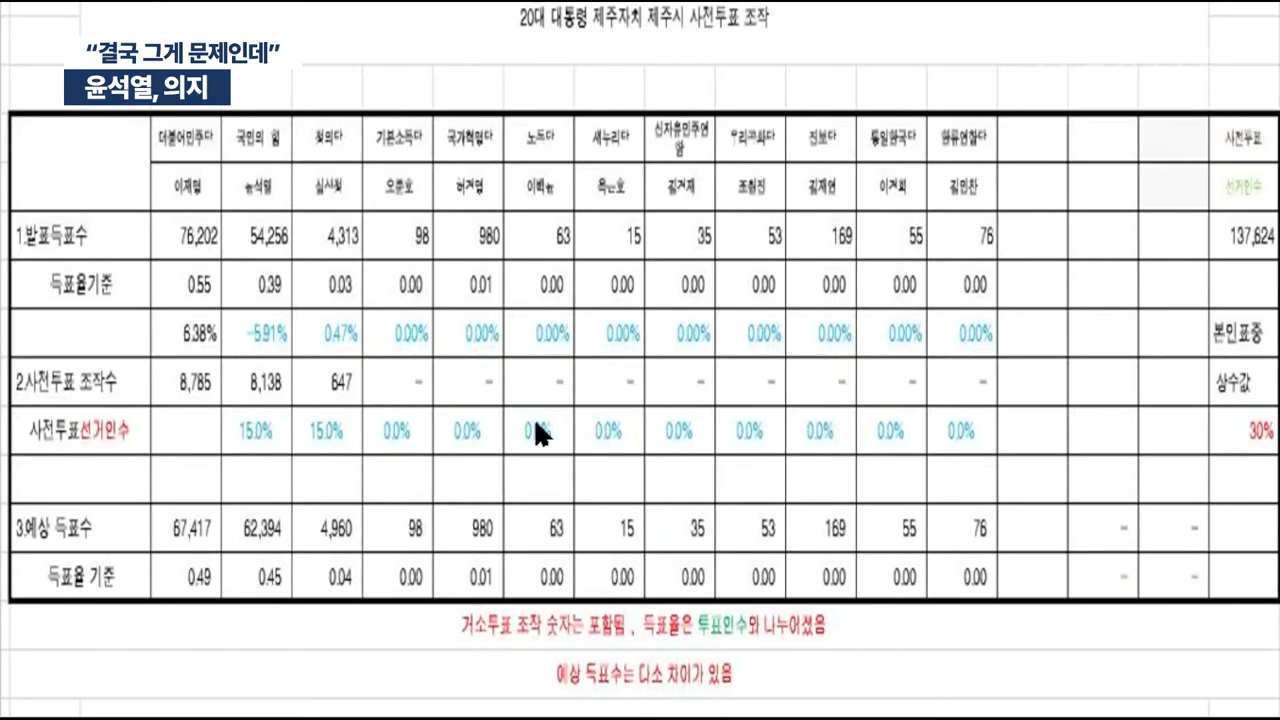 20대 대통령 제주자치 제주시 사전투표 조작
“결국 그게 문제인데”
윤석열, 의지
더불어민주다 국민의 힘 정의다 기본소득다 국가혁명다 노동다 새누리다 신자유민주연합 우리공화다 진보다 통일한국다 한류연합다 사전투표
이재명 윤석열 심상정 오준호 허경영 이백윤 옥은호 김경재 조원진 김재연 이경희 김민찬 선거인수
1.발표득표수 76,202 54,256 4,313 98 980 63 15 35 53 169 55 76 137,624
득표율기준 0.55 0.39 0.03 0.00 0.01 0.00 0.00 0.00 0.00 0.00 0.00 0.00
6.38% -5.91% 0.47% 0.00% 0.00% 0.00% 0.00% 0.00% 0.00% 0.00% 0.00% 0.00% 본인표중
2.사전투표 조작수 8,785 8,138 647 - - - - - - - - - 상수값
사전투표선거인수 15.0% 15.0% 0.0% 0.0% 0.0% 0.0% 0.0% 0.0% 0.0% 0.0% 30%
3.예상 득표수 67,417 62,394 4,960 98 980 63 15 35 53 169 55 76 - -
득표율 기준 0.49 0.45 0.04 0.00 0.01 0.00 0.00 0.00 0.00 0.00 0.00 0.00 - -
거소투표 조작 숫자는 포함됨 , 득표율은 투표인수와 나누어졌음
예상 득표수는 다소 차이가 있음